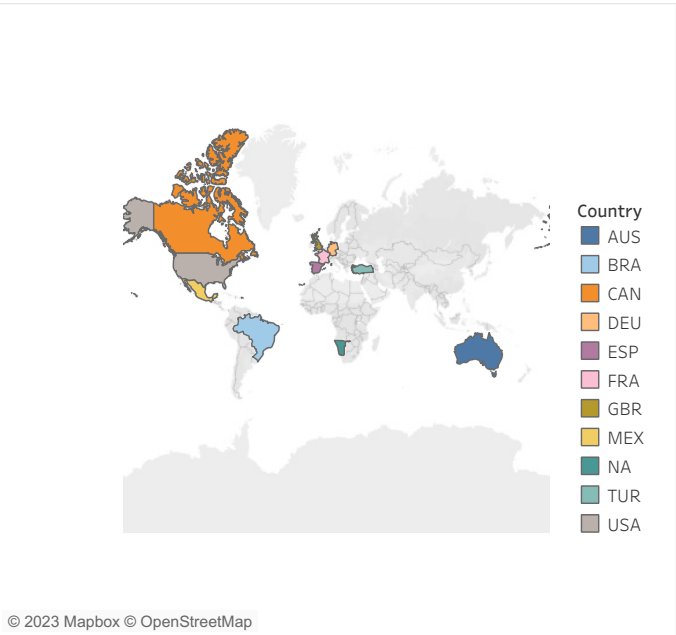 Country
AUS
BRA
CAN
DEU
ESP
FRA
GBR
MEX
NA
TUR
USA
© 2023 Mapbox © OpenStreetMap